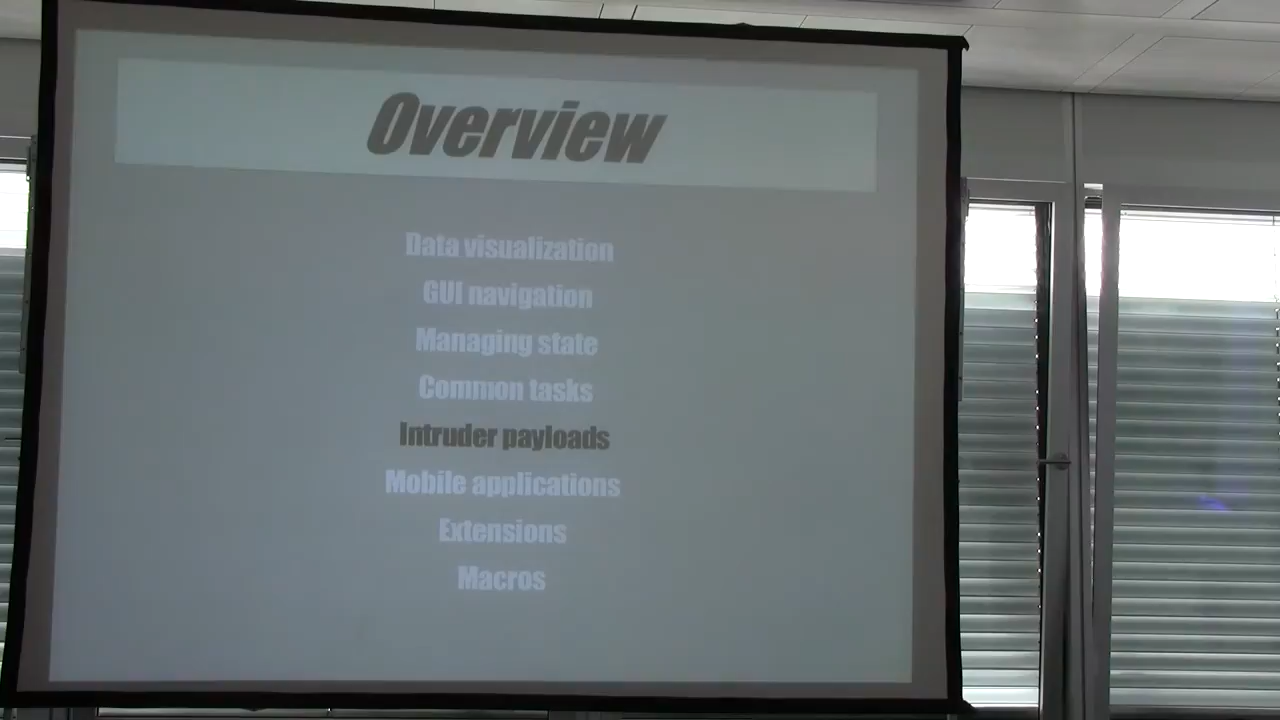 Overview
Data visualization
GUI navigation
Managing state
Common tasks
Intruder payloads
Mobile applications
Extensions
Macros